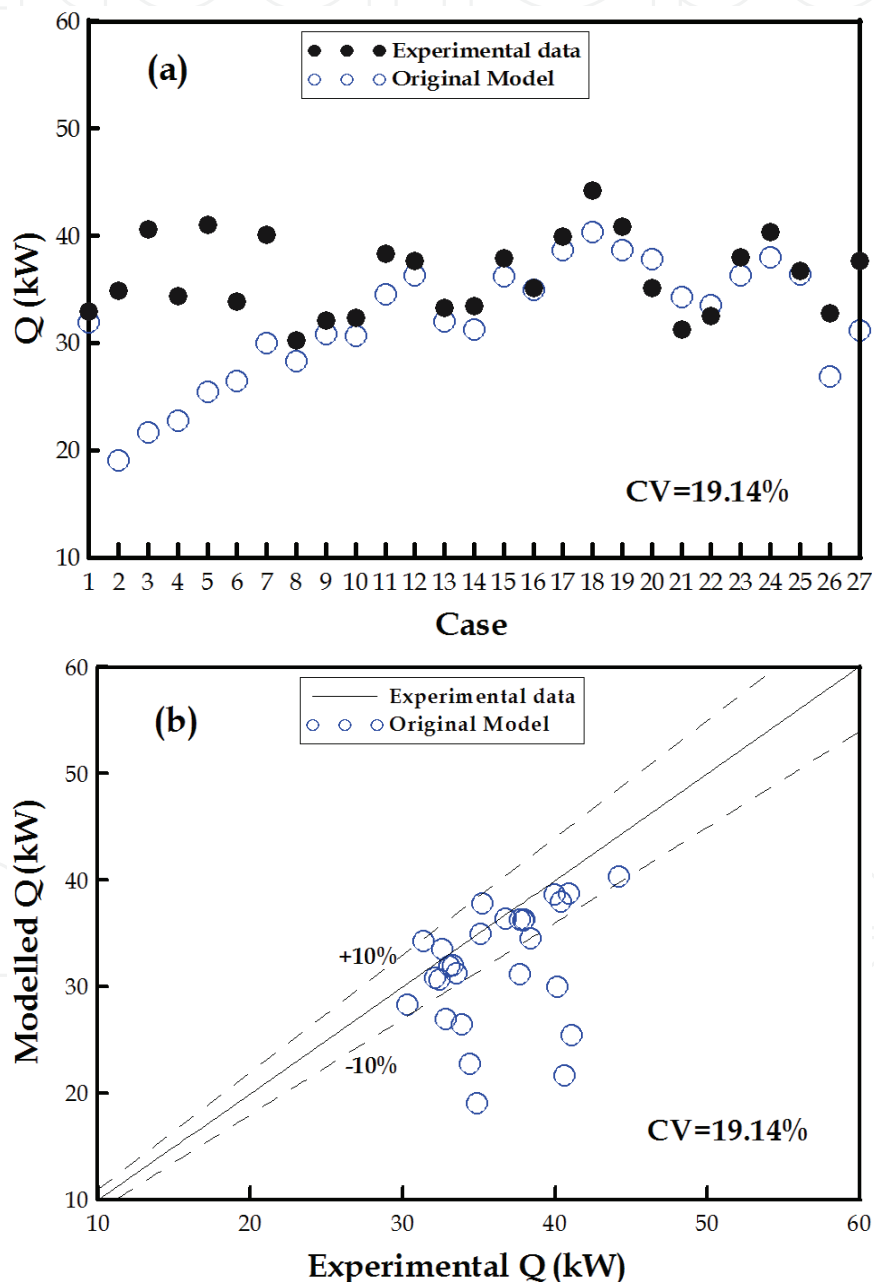 60
(a)
Experimental data
Original Model
50
40
Q (kW)
30
20
CV=19.14%
10
1 2 3 4 5 6 7 8 9 10 11 12 13 14 15 16 17 18 19 20 21 22 23 24 25 26 27
Case
60
(b)
Experimental data
Original Model
50
40
Modelled Q (kW)
+10%
30
-10%
20
CV=19.14%
10
10 20 30 40 50 60
Experimental Q (kW)